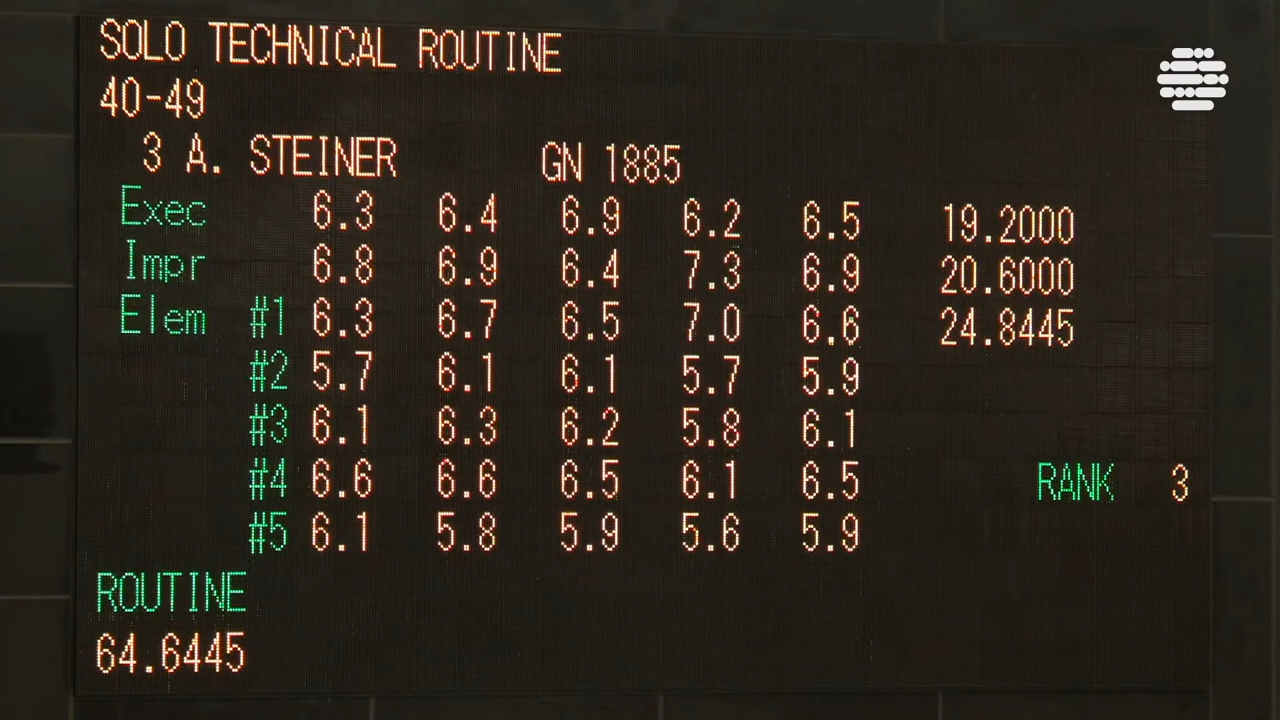 SOLO TECHNICAL ROUTINE
40-49
3 A. STEINER GN 1885
Exec 6.3 6.4 6.9 6.2 6.5 19.2000
Impr 6.8 6.9 6.4 7.3 6.9 20.6000
Elem #1 6.3 6.7 6.5 7.0 6.6 24.8445
#2 5.7 6.1 6.1 5.7 5.9
#3 6.1 6.3 6.2 5.8 6.1
#4 6.6 6.6 6.5 6.1 6.5 RANK 3
#5 6.1 5.8 5.9 5.6 5.9
ROUTINE
64.6445